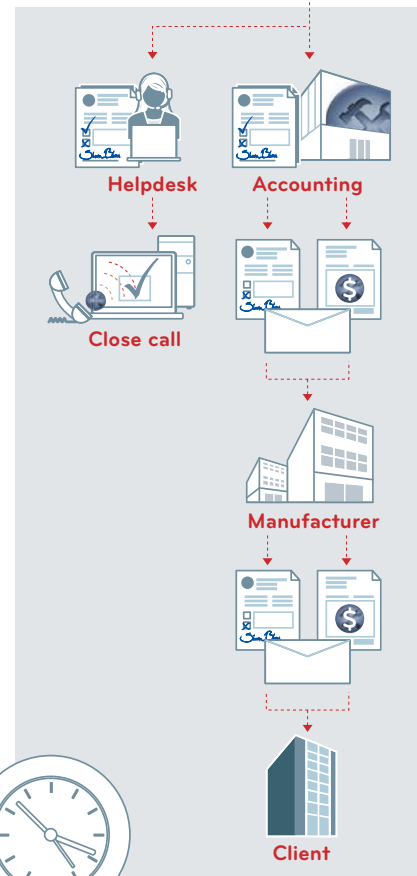 Helpdesk
Accounting
Close call
$
Manufacturer
$
Client